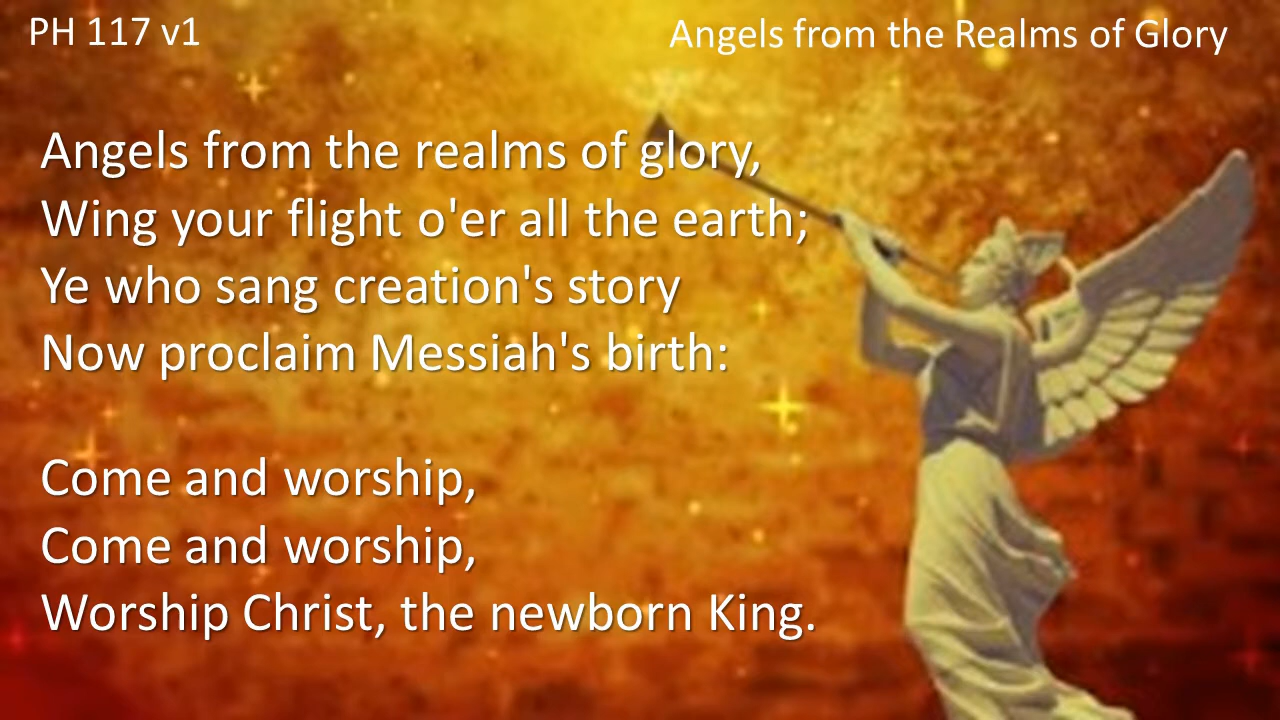 PH 117 v1
Angels from the Realms of Glory
Angels from the realms of glory,
Wing your flight o'er all the earth;
Ye who sang creation's story
Now proclaim Messiah's birth:
Come and worship,
Come and worship,
Worship Christ, the newborn King.